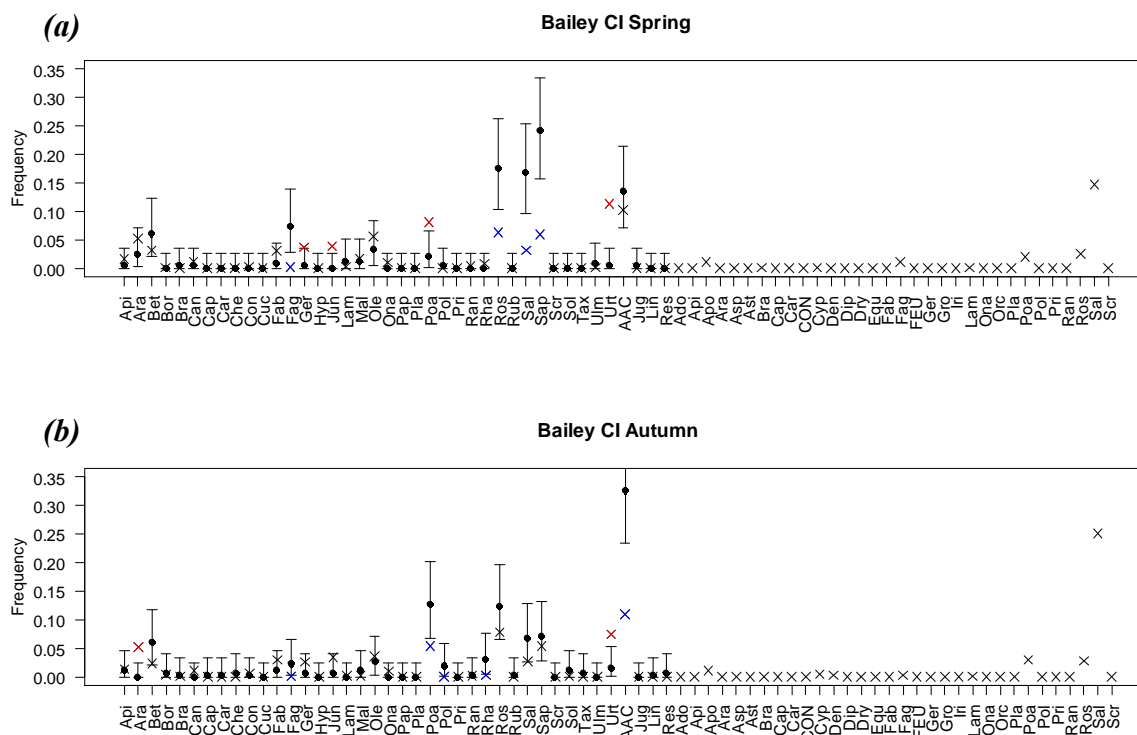 (a)
Bailey CI Spring
Frequency
0.35
0.30
0.25
0.20
0.15
0.10
0.05
0.00
Api Ara Bet Bor Bra Can Cap Car Che Con Cuc Fab Fag Ger Hyp Jun Lam Mal Ole Ona Pap Pla Poa Pol Pri Ran Rha Ros Rub Sal Sap Scr Sol Tax Ulm Urt AAC Jug Lin Res Ado Api Apo Ara Asp Ast Bra Cap Car CON Cyp Den Dip Dry Equ Fab Fag FEU Ger Gro Iri Lam Ona Orc Pla Poa Pol Pri Ran Ros Sal Scr
(b)
Bailey CI Autumn
Frequency
0.35
0.30
0.25
0.20
0.15
0.10
0.05
0.00
Api Ara Bet Bor Bra Can Cap Car Che Con Cuc Fab Fag Ger Hyp Jun Lam Mal Ole Ona Pap Pla Poa Pol Pri Ran Rha Ros Rub Sal Sap Scr Sol Tax Ulm Urt AAC Jug Lin Res Ado Api Apo Ara Asp Ast Bra Cap Car CON Cyp Den Dip Dry Equ Fab Fag FEU Ger Gro Iri Lam Ona Orc Pla Poa Pol Pri Ran Ros Sal Scr